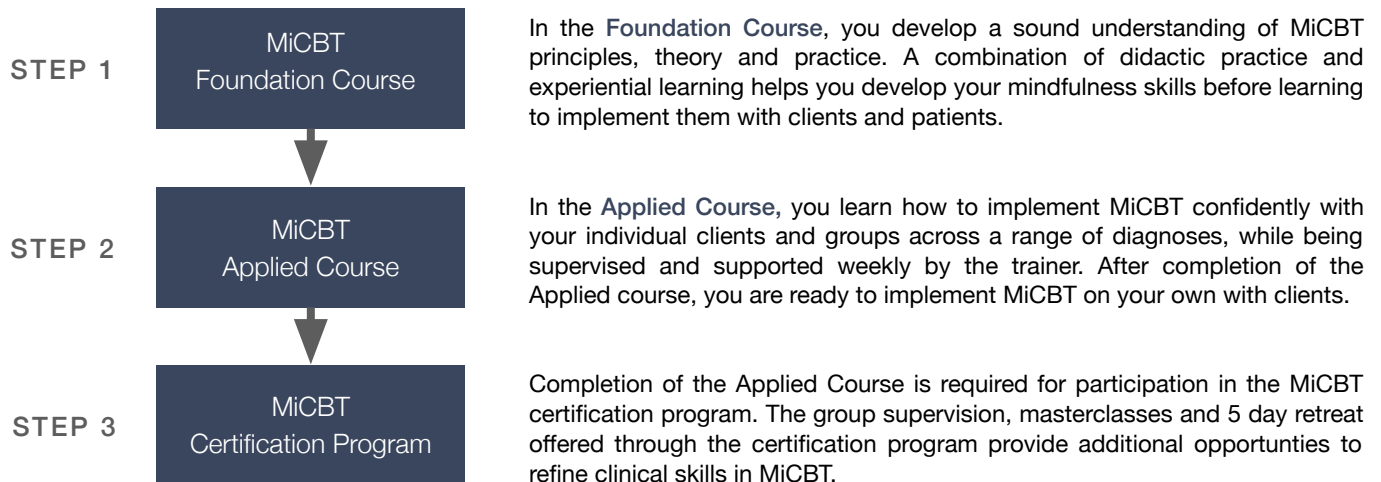 STEP 1
MiCBT
Foundation Course
In the Foundation Course, you develop a sound understanding of MiCBT
principles, theory and practice. A combination of didactic practice and
experiential learning helps you develop your mindfulness skills before learning
to implement them with clients and patients.
STEP 2
MiCBT
Applied Course
In the Applied Course, you learn how to implement MiCBT confidently with
your individual clients and groups across a range of diagnoses, while being
supervised and supported weekly by the trainer. After completion of the
Applied course, you are ready to implement MiCBT on your own with clients.
STEP 3
MiCBT
Certification Program
Completion of the Applied Course is required for participation in the MiCBT
certification program. The group supervision, masterclasses and 5 day retreat
offered through the certification program provide additional opportunties to
refine clinical skills in MiCBT.